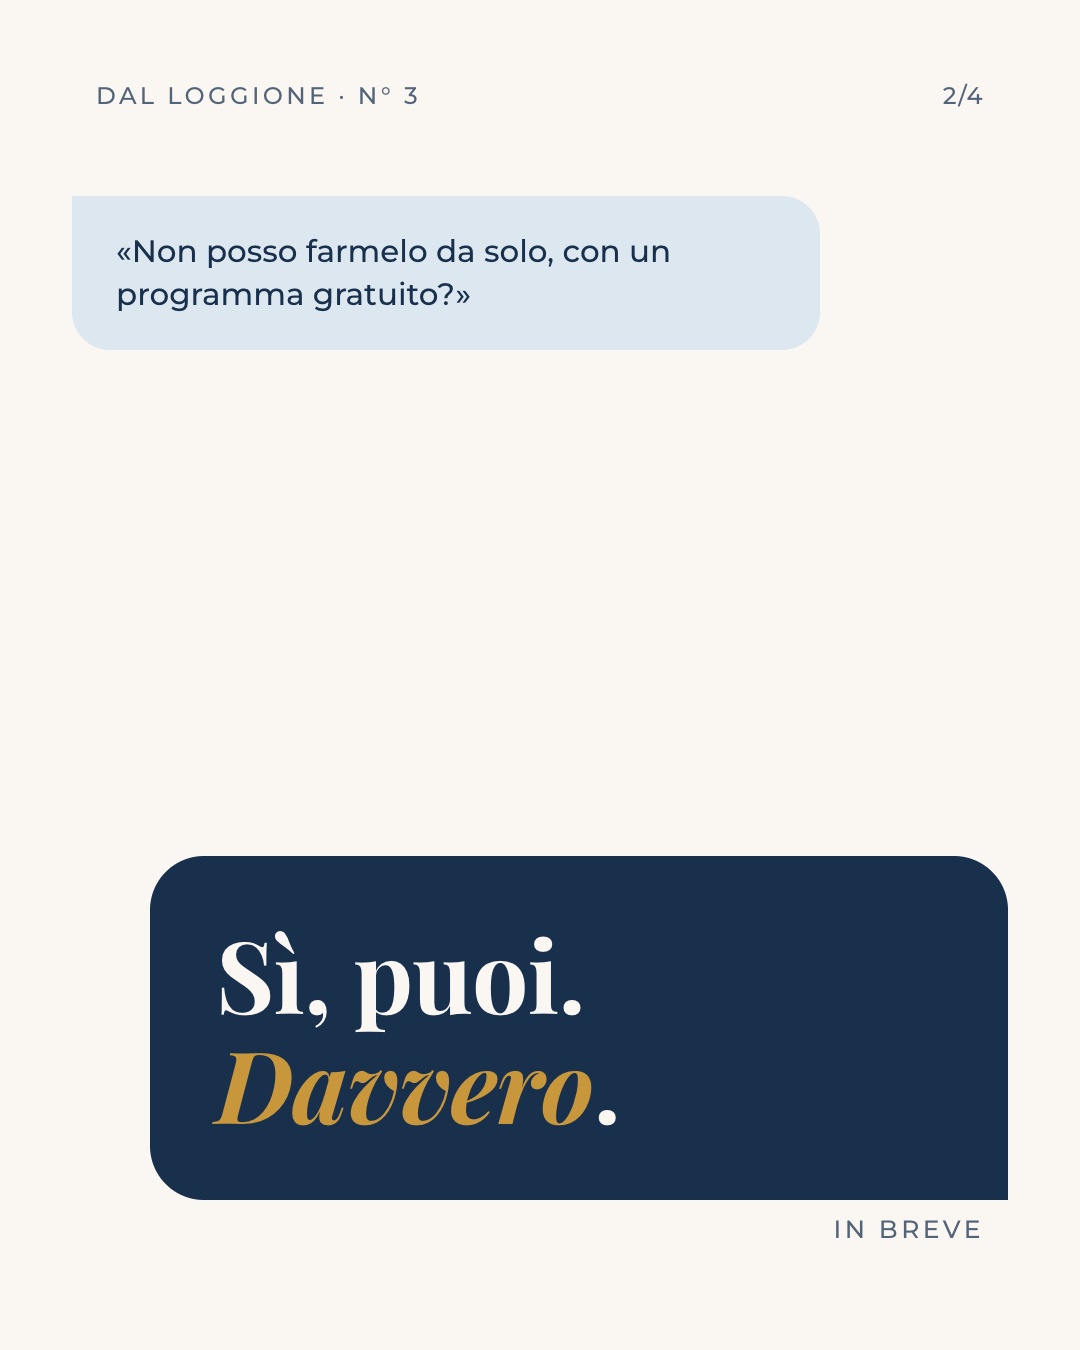 DAL LOGGIONE · N° 3
2/4
«Non posso farmelo da solo, con un
programma gratuito?»
Sì, puoi.
Davvero.
IN BREVE